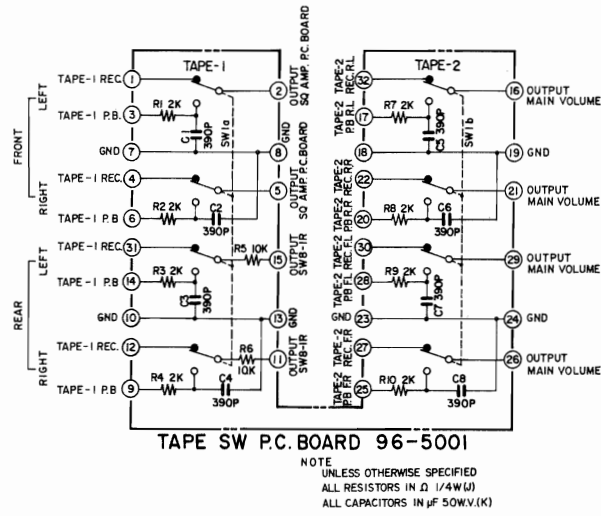 TAPE-1
TAPE-2
TAPE-1 REC.
1
2
OUTPUT
SQ AMP. P.C. BOARD
TAPE-1 P.B.
3
R1 2K
C1
390P
SW1a
GND
7
8
GND
TAPE-1 REC.
4
5
OUTPUT
SQ AMP. P.C. BOARD
TAPE-1 P.B
6
R2 2K
C2
390P
TAPE-1 REC.
31
R5 10K
15
OUTPUT
SW8-1R
TAPE-1 P.B
14
R3 2K
C3
390P
GND
10
13
GND
TAPE-1 REC.
12
R6
10K
11
OUTPUT
SW8-1R
TAPE-1 P.B
9
R4 2K
C4
390P
LEFT
FRONT
RIGHT
LEFT
REAR
RIGHT
TAPE-2
REC. R.L
32
16
OUTPUT
MAIN VOLUME
TAPE-2
P.B R.L
17
R7 2K
C5
390P
SW1b
18
19
GND
TAPE-2
REC. R.R
22
21
OUTPUT
MAIN VOLUME
TAPE-2
P.B R.R
20
R8 2K
C6
390P
TAPE-2
REC. F.L
30
29
OUTPUT
MAIN VOLUME
TAPE-2
P.B F.L
28
R9 2K
C7
390P
GND
23
24
GND
TAPE-2
REC. F.R
27
26
OUTPUT
MAIN VOLUME
TAPE-2
P.B F.R
25
R10 2K
C8
390P
TAPE SW P.C. BOARD 96-5001
NOTE
UNLESS OTHERWISE SPECIFIED
ALL RESISTORS IN Ω 1/4W(J)
ALL CAPACITORS IN µF 50W.V.(K)